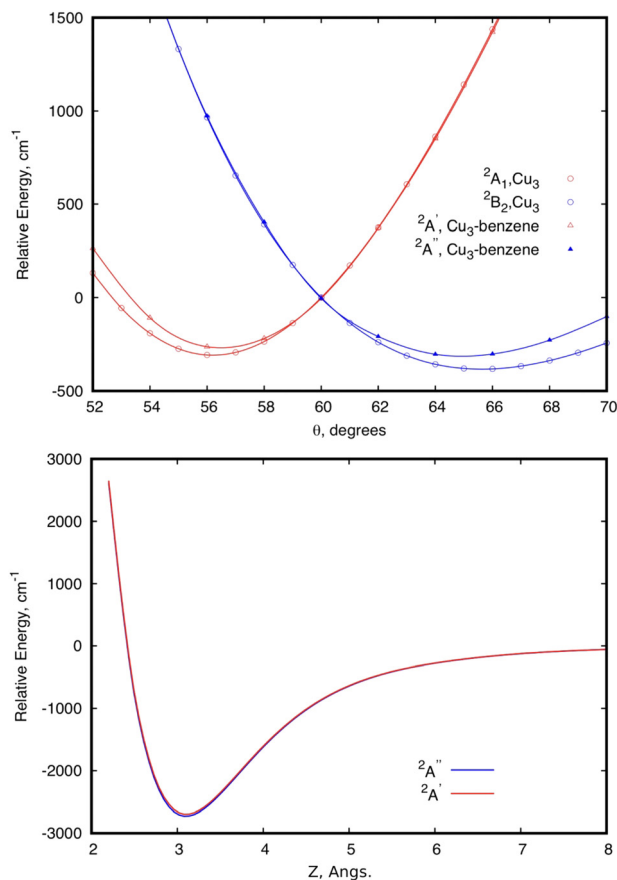 1500
1000
500
0
-500
Relative Energy, cm⁻¹
²A₁,Cu₃
²B₂,Cu₃
²A', Cu₃-benzene
²A'', Cu₃-benzene
52 54 56 58 60 62 64 66 68 70
θ, degrees
3000
2000
1000
0
-1000
-2000
-3000
Relative Energy, cm⁻¹
²A''
²A'
2 3 4 5 6 7 8
Z, Angs.